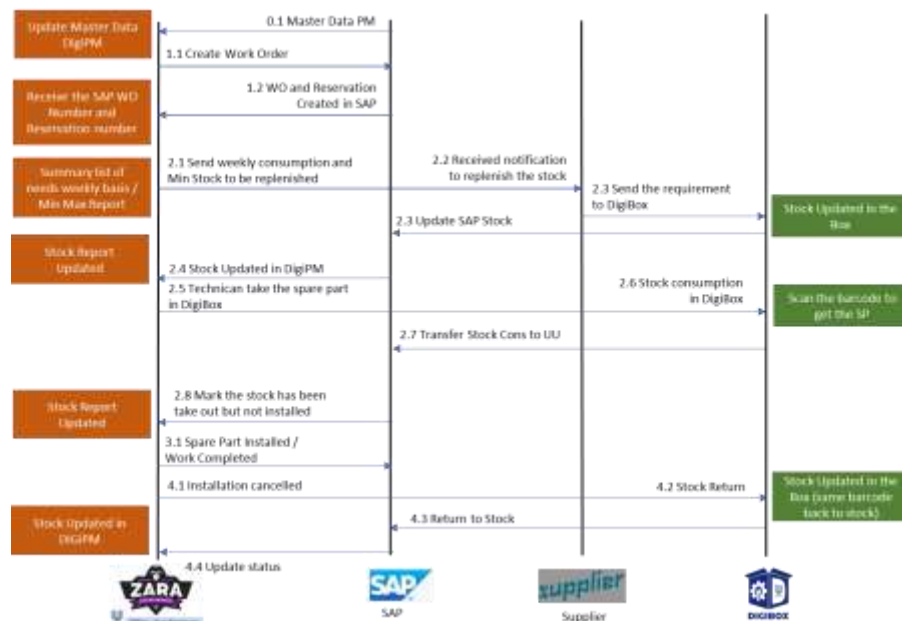 0.1 Master Data PM
Update Master Data
DigiPM
1.1 Create Work Order
1.2 WO and Reservation
Created in SAP
Receive the SAP WO
Number and
Reservation number
2.1 Send weekly consumption and
Min Stock to be replenished
2.2 Received notification
to replenish the stock
Summary list of
needs weekly basis /
Min Max Report
2.3 Send the requirement
to DigiBox
Stock Updated in the
Box
2.3 Update SAP Stock
Stock Report
Updated
2.4 Stock Updated in DigiPM
2.5 Technican take the spare part
in DigiBox
2.6 Stock consumption
in DigiBox
Scan the barcode to
get the SP
2.7 Transfer Stock Cons to UU
2.8 Mark the stock has been
take out but not installed
Stock Report
Updated
3.1 Spare Part Installed /
Work Completed
4.1 Installation cancelled
4.2 Stock Return
Stock Updated in the
Box (same barcode
back to stock)
4.3 Return to Stock
Stock Updated in
DIGIPM
4.4 Update status
ZARA
SAP
SAP
supplier
Supplier
DIGIBOX